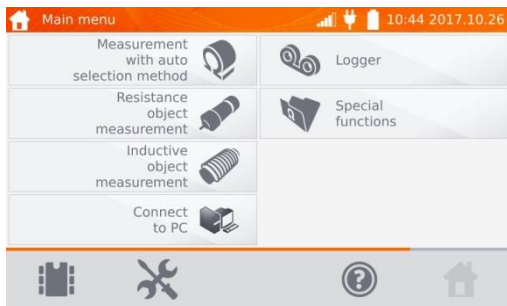 Main menu
10:44 2017.10.26
Measurement
with auto
selection method
Logger
Resistance
object
measurement
Special
functions
Inductive
object
measurement
Connect
to PC